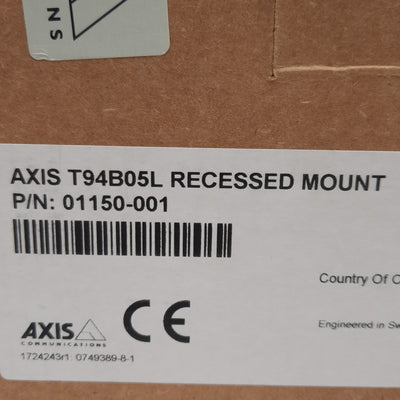 S
N
AXIS T94B05L RECESSED MOUNT
P/N: 01150-001
Country Of
Engineered in
AXIS
COMMUNICATIONS
CE
1724243r1 0749389-8-1